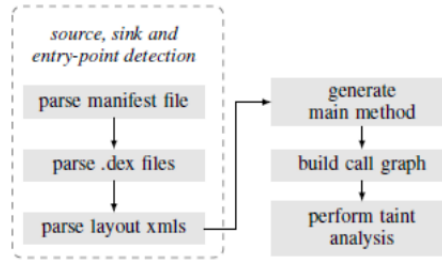 source, sink and
entry-point detection
parse manifest file
parse .dex files
parse layout xmls
generate
main method
build call graph
perform taint
analysis